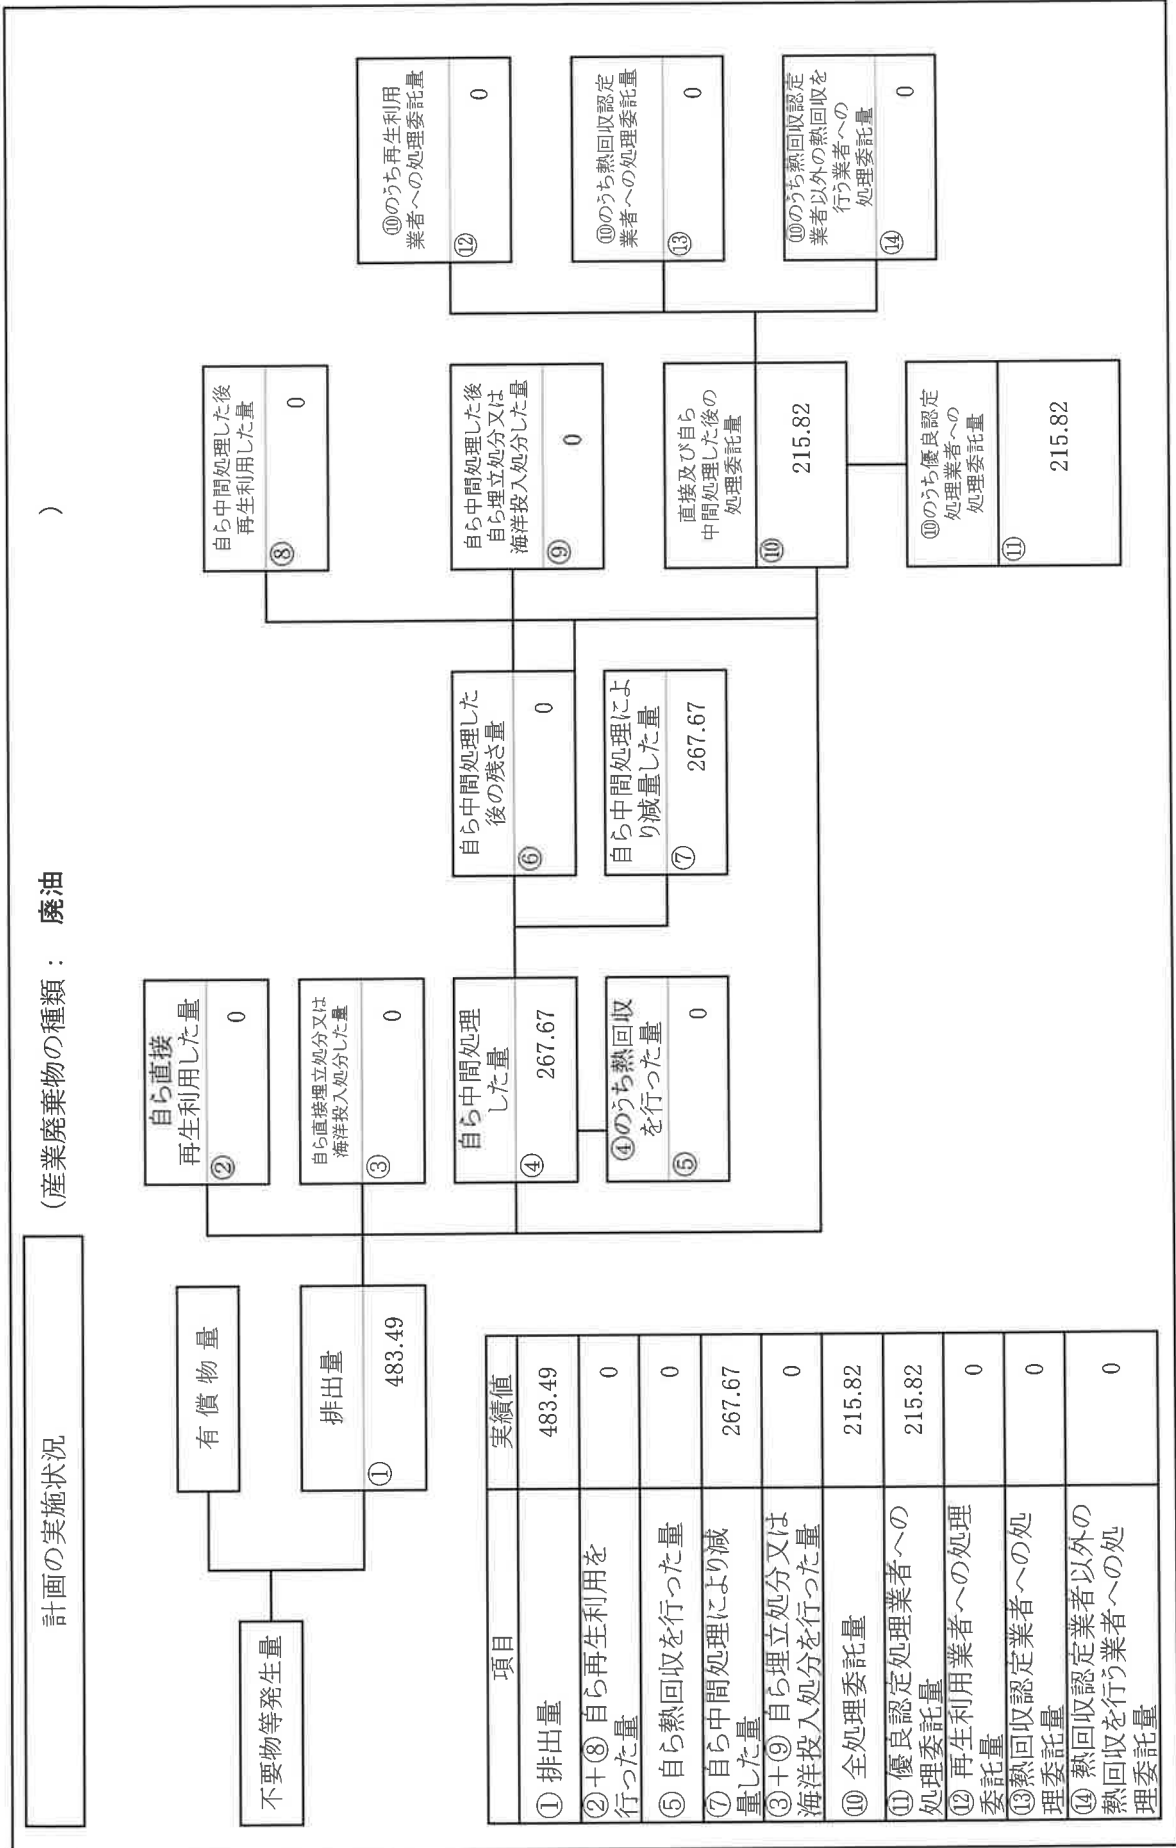 計画の実施状況
(産業廃棄物の種類： 廃油 )
不要物等発生量
有償物量
排出量
① 483.49
自ら直接
再生利用した量
② 0
自ら直接埋立処分又は
海洋投入処分した量
③ 0
自ら中間処理
した量
④ 267.67
④のうち熱回収
を行った量
⑤ 0
自ら中間処理した
後の残さ量
⑥ 0
自ら中間処理によ
り減量した量
⑦ 267.67
自ら中間処理した後
再生利用した量
⑧ 0
自ら中間処理した後
自ら埋立処分又は
海洋投入処分した量
⑨ 0
直接及び自ら
中間処理した後の
処理委託量
⑩ 215.82
⑩のうち優良認定
処理業者への
処理委託量
⑪ 215.82
⑩のうち再生利用
業者への処理委託量
⑫ 0
⑩のうち熱回収認定
業者への処理委託量
⑬ 0
⑩のうち熱回収認定
業者以外の熱回収を
行う業者への
処理委託量
⑭ 0
項目 実績値
① 排出量 483.49
②＋⑧ 自ら再生利用を
行った量 0
⑤ 自ら熱回収を行った量 0
⑦ 自ら中間処理により減
量した量 267.67
③＋⑨ 自ら埋立処分又は
海洋投入処分を行った量 0
⑩ 全処理委託量 215.82
⑪ 優良認定処理業者への
処理委託量 215.82
⑫ 再生利用業者への処理
委託量 0
⑬熱回収認定業者への処
理委託量 0
⑭ 熱回収認定業者以外の
熱回収を行う業者への処
理委託量 0